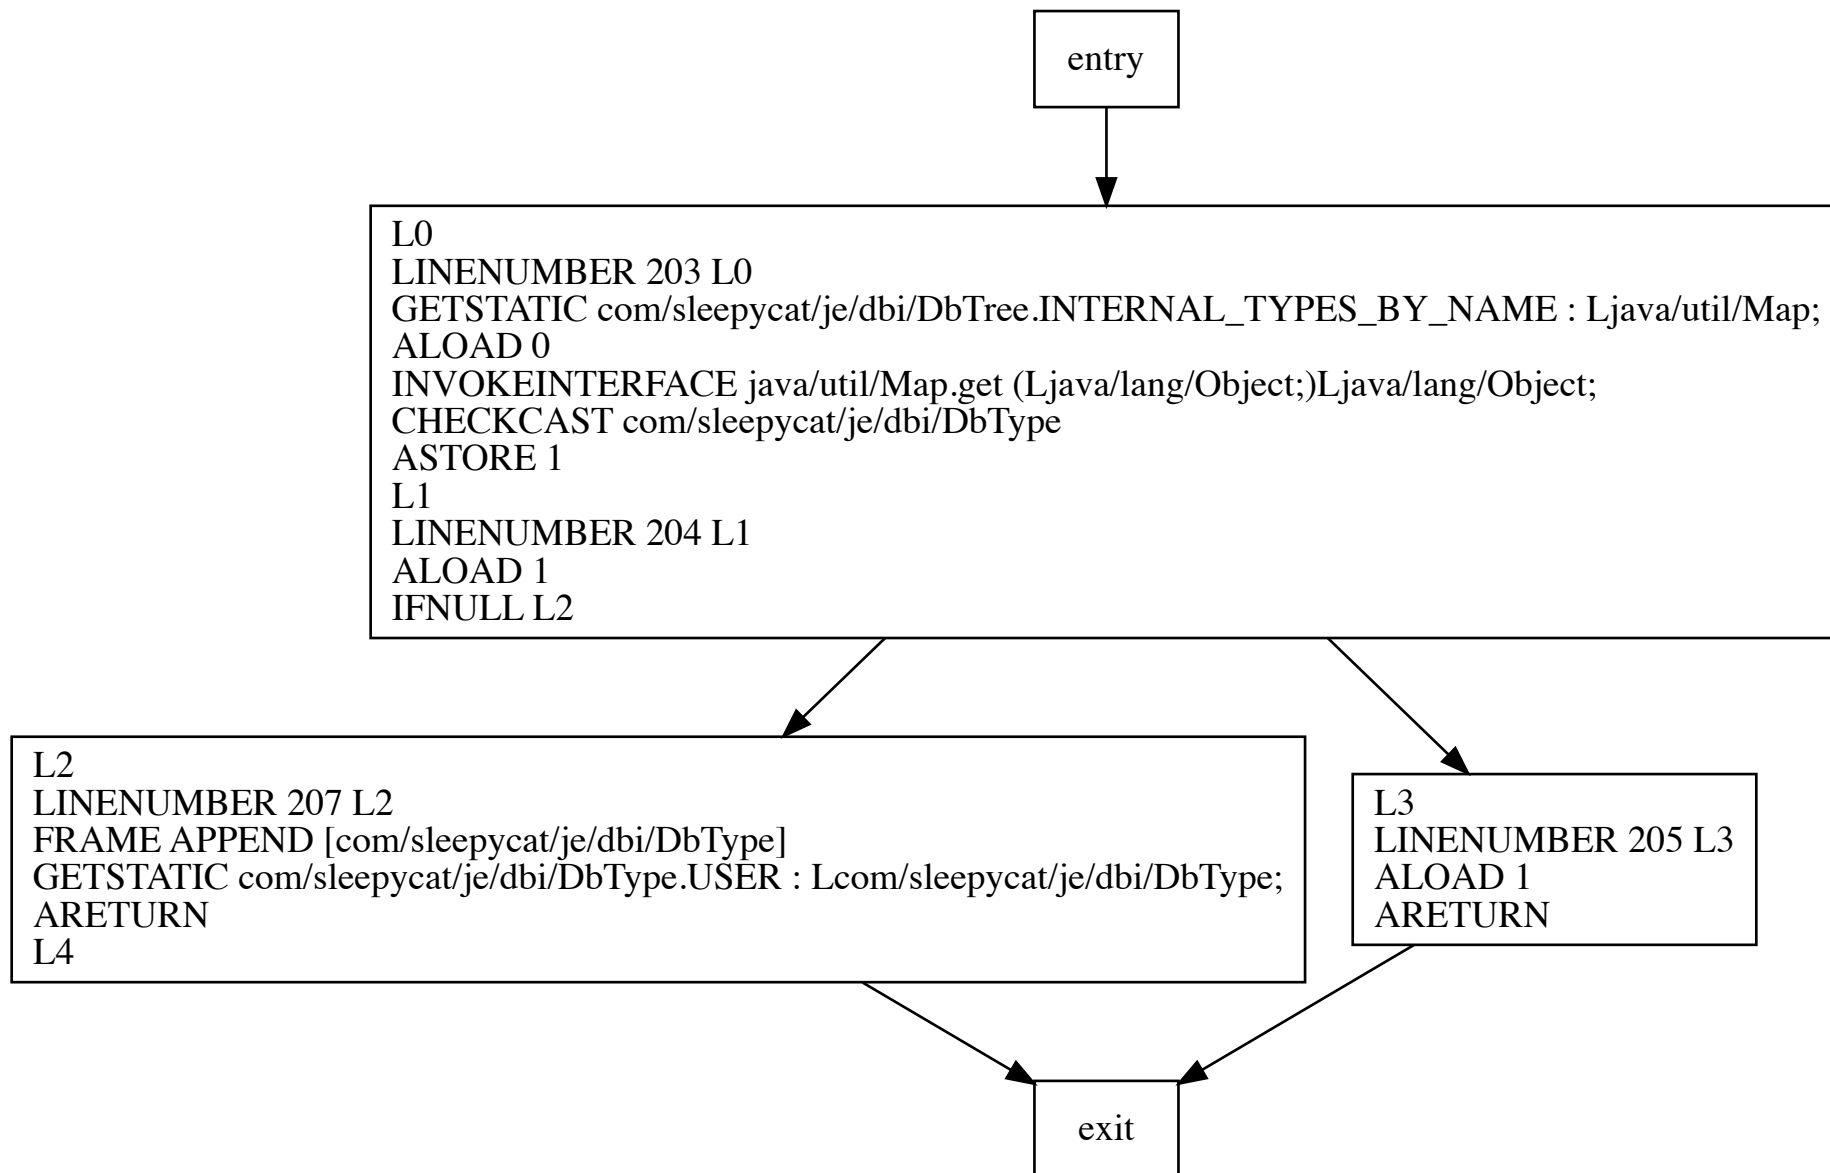 entry
L0
LINENUMBER 203 L0
GETSTATIC com/sleepycat/je/dbi/DbTree.INTERNAL_TYPES_BY_NAME : Ljava/util/Map;
ALOAD 0
INVOKEINTERFACE java/util/Map.get (Ljava/lang/Object;)Ljava/lang/Object;
CHECKCAST com/sleepycat/je/dbi/DbType
ASTORE 1
L1
LINENUMBER 204 L1
ALOAD 1
IFNULL L2
L2
LINENUMBER 207 L2
FRAME APPEND [com/sleepycat/je/dbi/DbType]
GETSTATIC com/sleepycat/je/dbi/DbType.USER : Lcom/sleepycat/je/dbi/DbType;
ARETURN
L4
L3
LINENUMBER 205 L3
ALOAD 1
ARETURN
exit